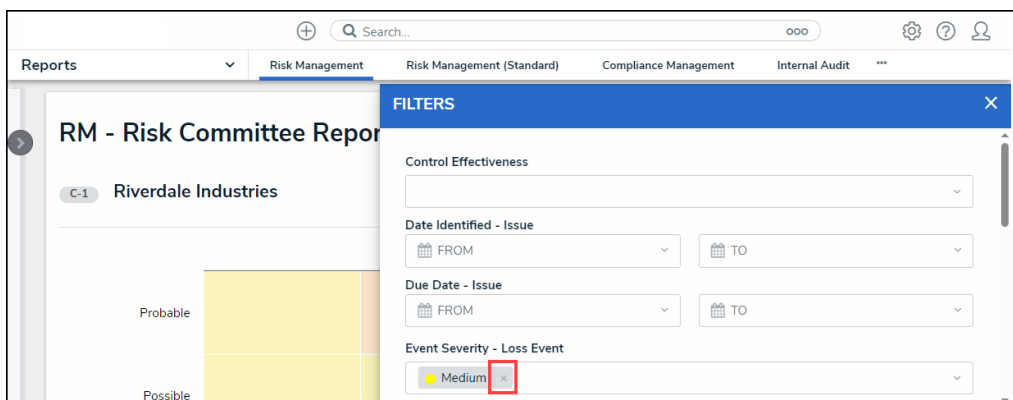 Search...
Reports
Risk Management
Risk Management (Standard)
Compliance Management
Internal Audit
RM - Risk Committee Repor
C-1 Riverdale Industries
Probable
Possible
FILTERS
Control Effectiveness
Date Identified - Issue
FROM
TO
Due Date - Issue
FROM
TO
Event Severity - Loss Event
Medium ×